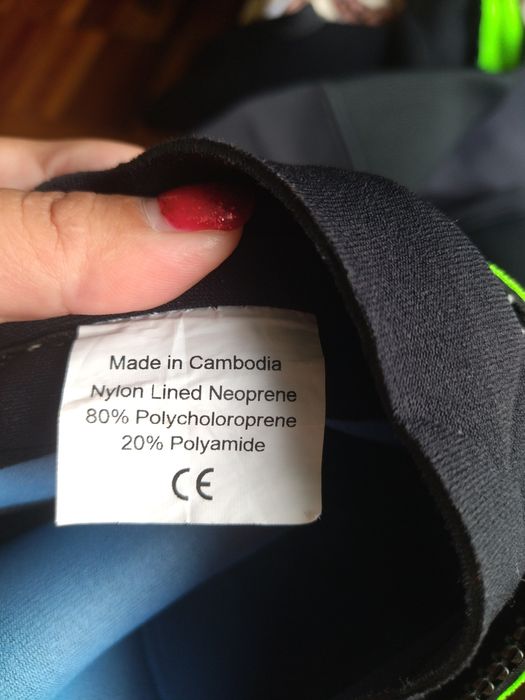 Made in Cambodia
Nylon Lined Neoprene
80% Polycholoroprene
20% Polyamide
CE